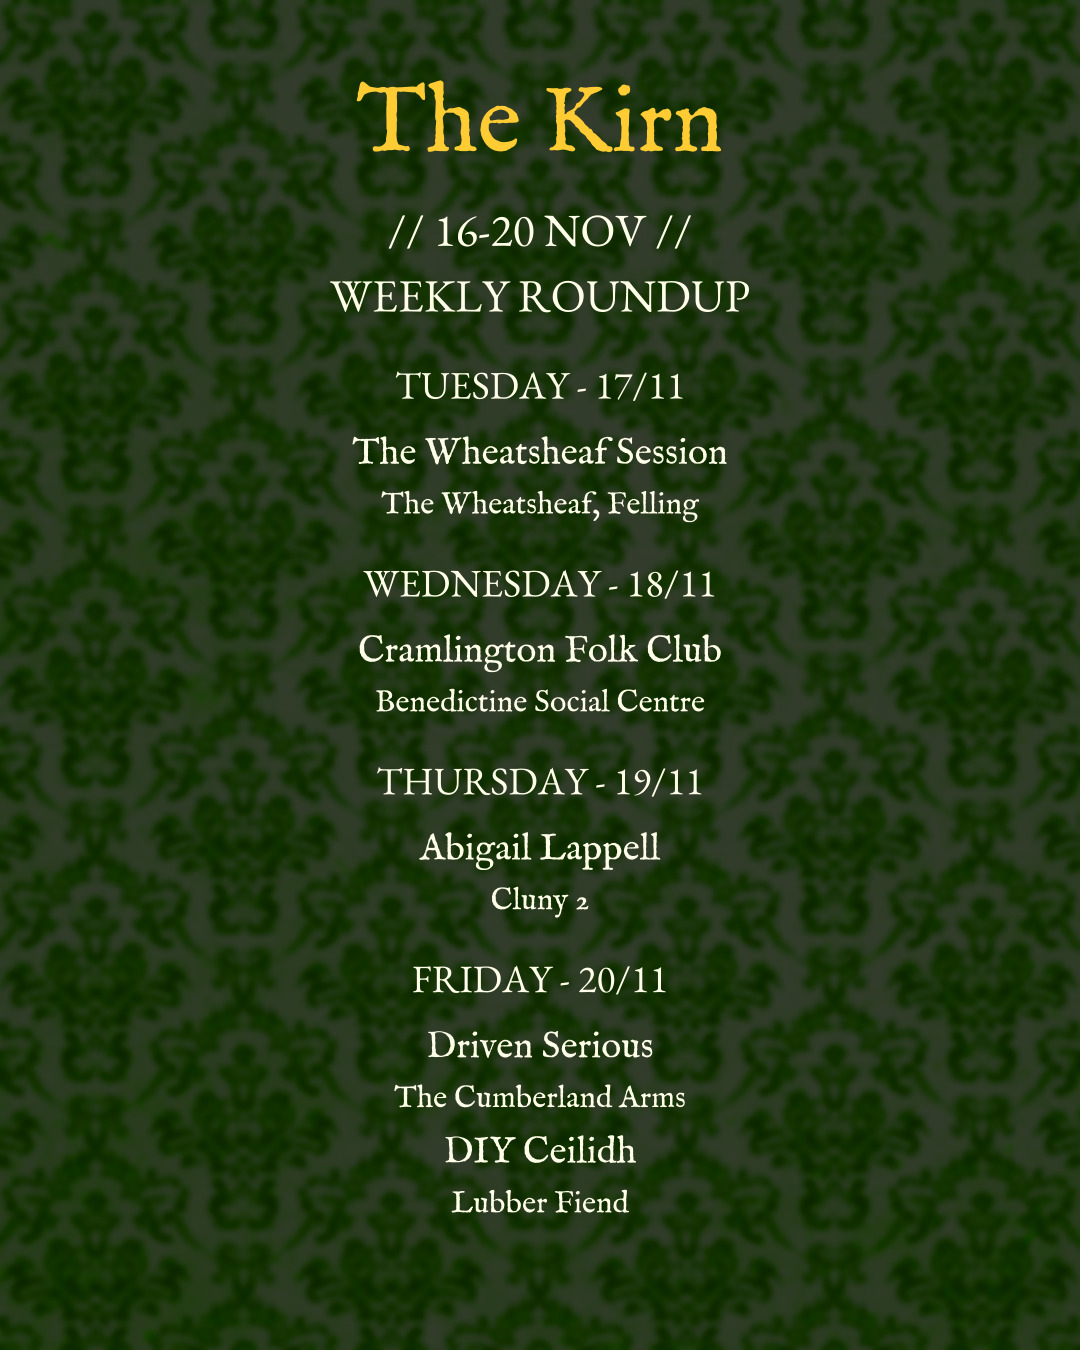 The Kirn
// 16-20 NOV //
WEEKLY ROUNDUP
TUESDAY - 17/11
The Wheatsheaf Session
The Wheatsheaf, Felling
WEDNESDAY - 18/11
Cramlington Folk Club
Benedictine Social Centre
THURSDAY - 19/11
Abigail Lappell
Cluny 2
FRIDAY - 20/11
Driven Serious
The Cumberland Arms
DIY Ceilidh
Lubber Fiend